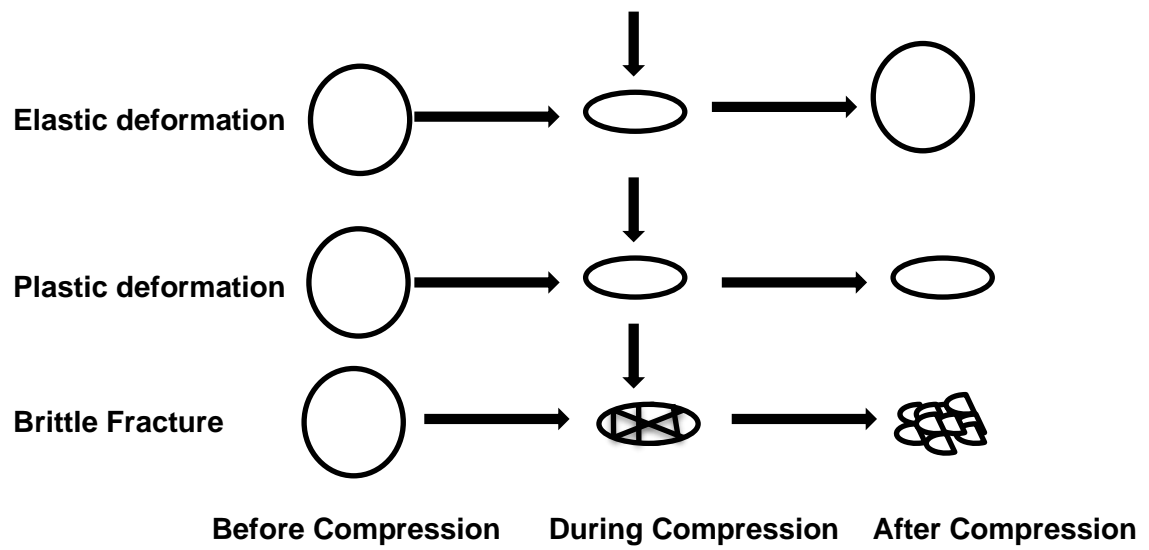 Elastic deformation
Plastic deformation
Brittle Fracture
Before Compression During Compression After Compression